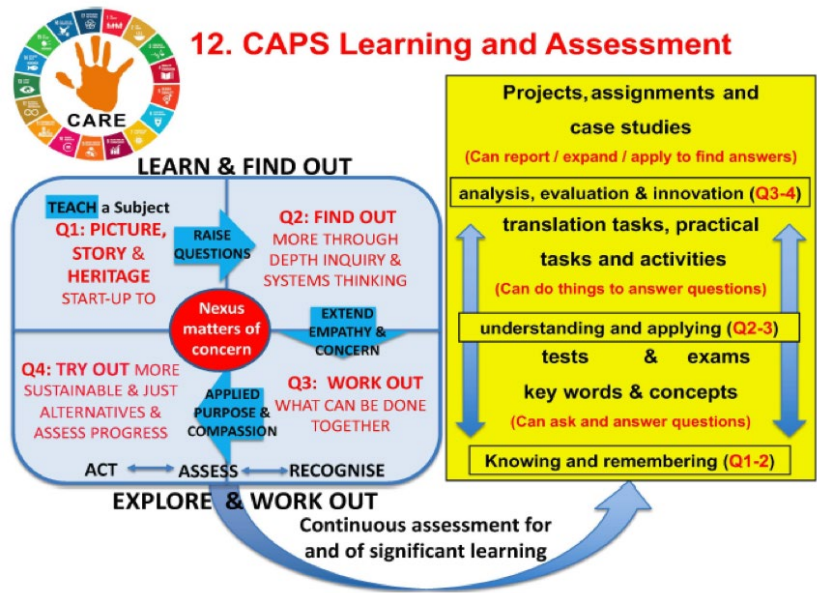 12. CAPS Learning and Assessment
CARE
LEARN & FIND OUT
TEACH a Subject
Q1: PICTURE,
STORY &
HERITAGE
START-UP TO
RAISE
QUESTIONS
Q2: FIND OUT
MORE THROUGH
DEPTH INQUIRY &
SYSTEMS THINKING
Nexus
matters of
concern
EXTEND
EMPATHY &
CONCERN
Q4: TRY OUT MORE
SUSTAINABLE & JUST
ALTERNATIVES &
ASSESS PROGRESS
APPLIED
PURPOSE &
COMPASSION
Q3: WORK OUT
WHAT CAN BE DONE
TOGETHER
ACT ASSESS RECOGNISE
EXPLORE & WORK OUT
Continuous assessment for
and of significant learning
Projects, assignments and
case studies
(Can report / expand / apply to find answers)
analysis, evaluation & innovation (Q3-4)
translation tasks, practical
tasks and activities
(Can do things to answer questions)
understanding and applying (Q2-3)
tests & exams
key words & concepts
(Can ask and answer questions)
Knowing and remembering (Q1-2)